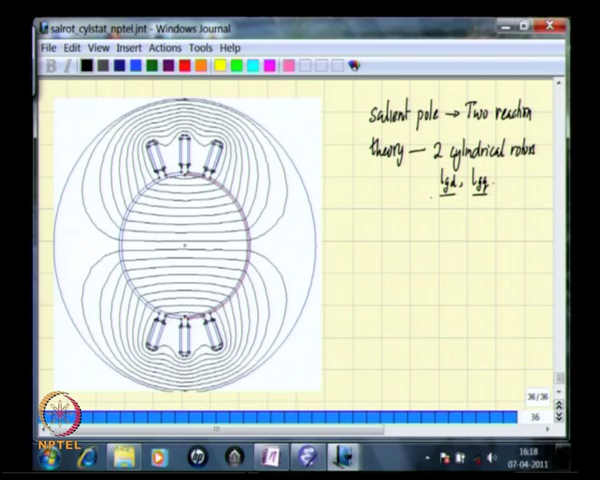 salrot_cylstat_nptel.jnt - Windows Journal
File Edit View Insert Actions Tools Help
B I
salient pole → Two reaction
theory — 2 cylindrical rotors
lgd, lgq.
36/36
36
NPTEL
16:18
07-04-2011